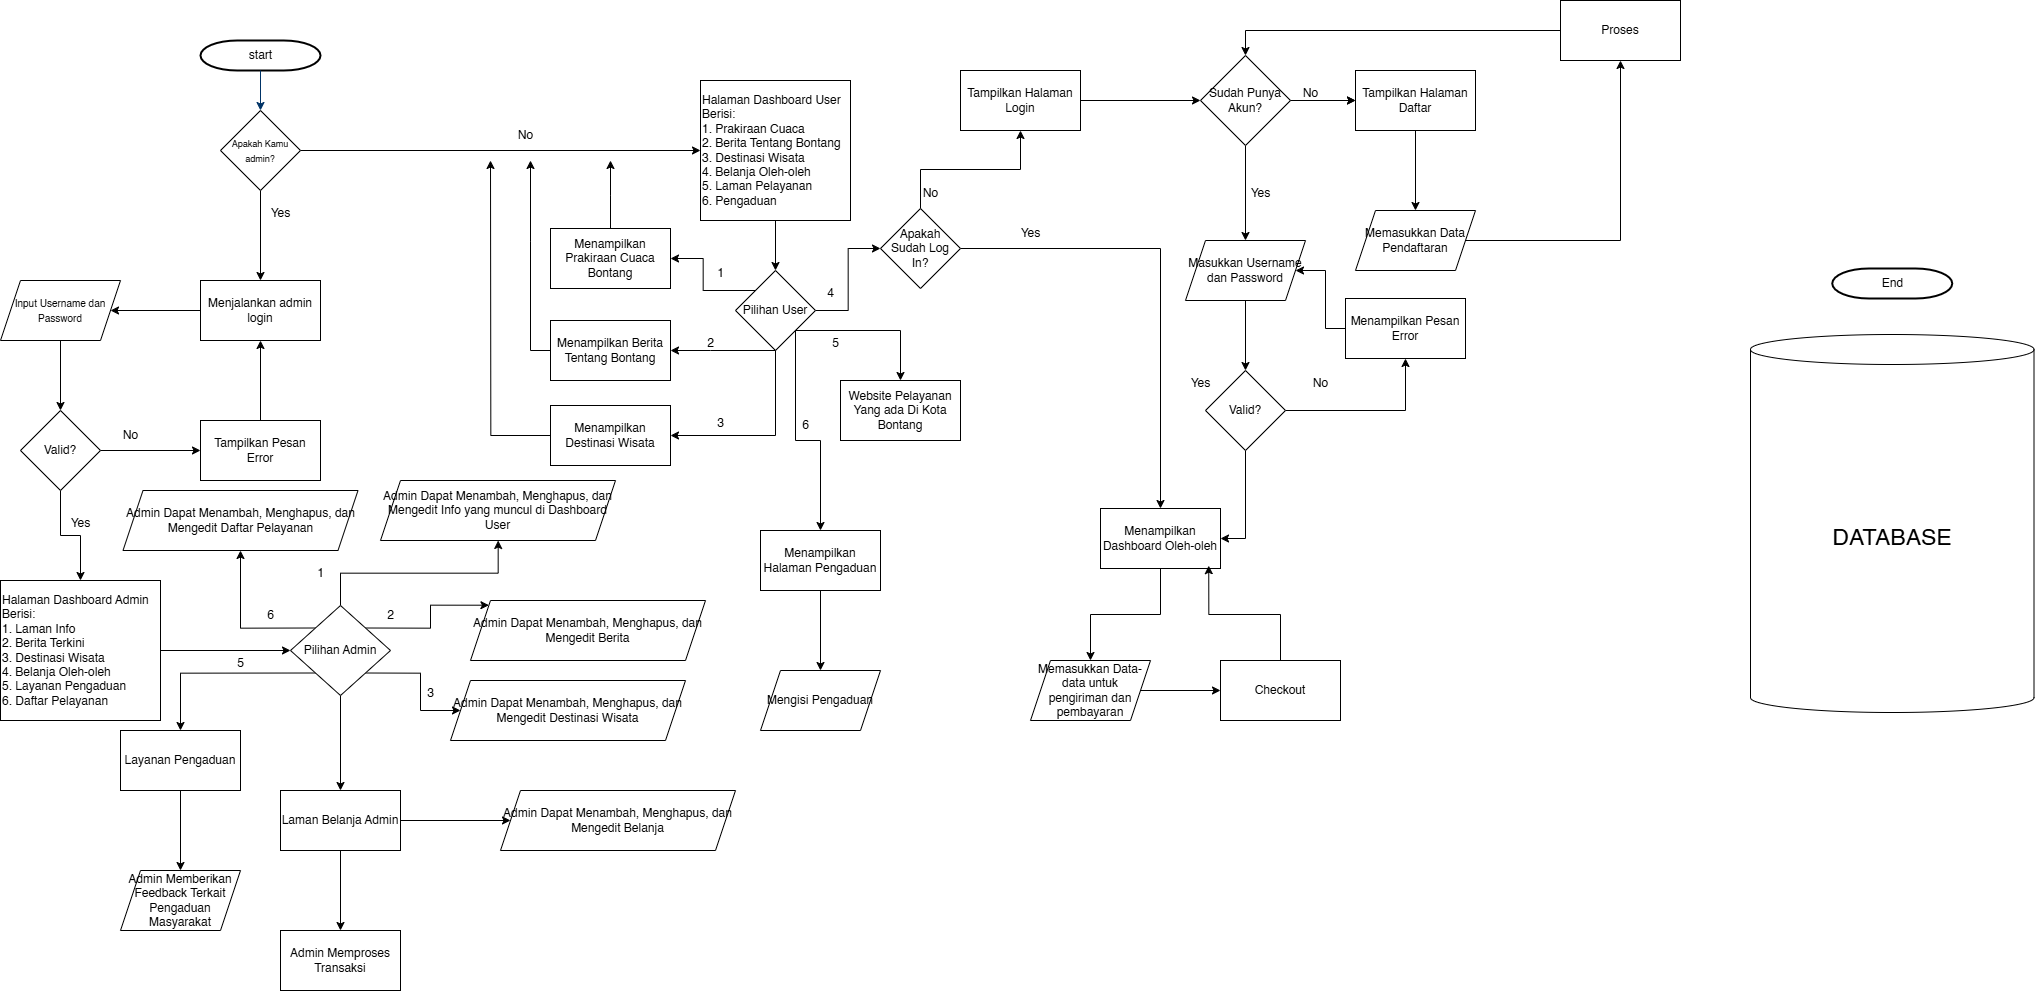 start
Apakah Kamu
admin?
No
Yes
Menjalankan admin
login
Input Username dan
Password
Valid?
No
Tampilkan Pesan
Error
Yes
Halaman Dashboard Admin
Berisi:
1. Laman Info
2. Berita Terkini
3. Destinasi Wisata
4. Belanja Oleh-oleh
5. Layanan Pengaduan
6. Daftar Pelayanan
Pilihan Admin
1
Admin Dapat Menambah, Menghapus, dan
Mengedit Info yang muncul di Dashboard
User
2
Admin Dapat Menambah, Menghapus, dan
Mengedit Berita
3
Admin Dapat Menambah, Menghapus, dan
Mengedit Destinasi Wisata
6
Admin Dapat Menambah, Menghapus, dan
Mengedit Daftar Pelayanan
5
Layanan Pengaduan
Admin Memberikan
Feedback Terkait
Pengaduan
Masyarakat
Laman Belanja Admin
Admin Dapat Menambah, Menghapus, dan
Mengedit Belanja
Admin Memproses
Transaksi
Halaman Dashboard User
Berisi:
1. Prakiraan Cuaca
2. Berita Tentang Bontang
3. Destinasi Wisata
4. Belanja Oleh-oleh
5. Laman Pelayanan
6. Pengaduan
Pilihan User
1
Menampilkan
Prakiraan Cuaca
Bontang
2
Menampilkan Berita
Tentang Bontang
3
Menampilkan
Destinasi Wisata
4
5
Website Pelayanan
Yang ada Di Kota
Bontang
6
Menampilkan
Halaman Pengaduan
Mengisi Pengaduan
Apakah
Sudah Log
In?
No
Yes
Tampilkan Halaman
Login
Sudah Punya
Akun?
No
Tampilkan Halaman
Daftar
Memasukkan Data
Pendaftaran
Proses
Yes
Masukkan Username
dan Password
Menampilkan Pesan
Error
Valid?
Yes
No
Menampilkan
Dashboard Oleh-oleh
Memasukkan Data-
data untuk
pengiriman dan
pembayaran
Checkout
End
DATABASE